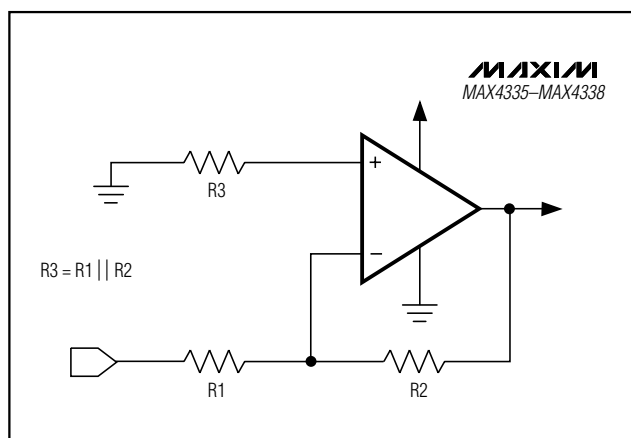 MAXIM
MAX4335–MAX4338
R3
+
−
R3 = R1 || R2
R1
R2